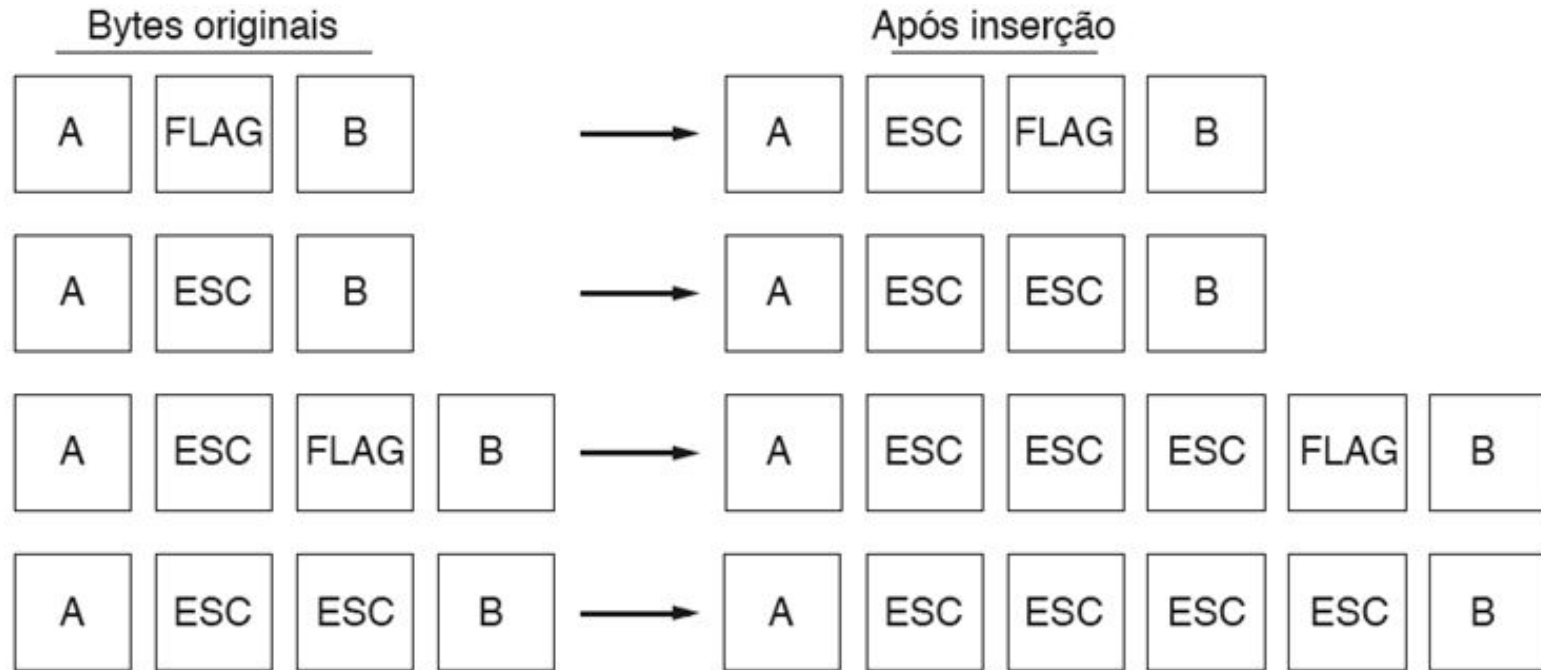 Bytes originais Após inserção
A FLAG B A ESC FLAG B
A ESC B A ESC ESC B
A ESC FLAG B A ESC ESC ESC FLAG B
A ESC ESC B A ESC ESC ESC ESC B